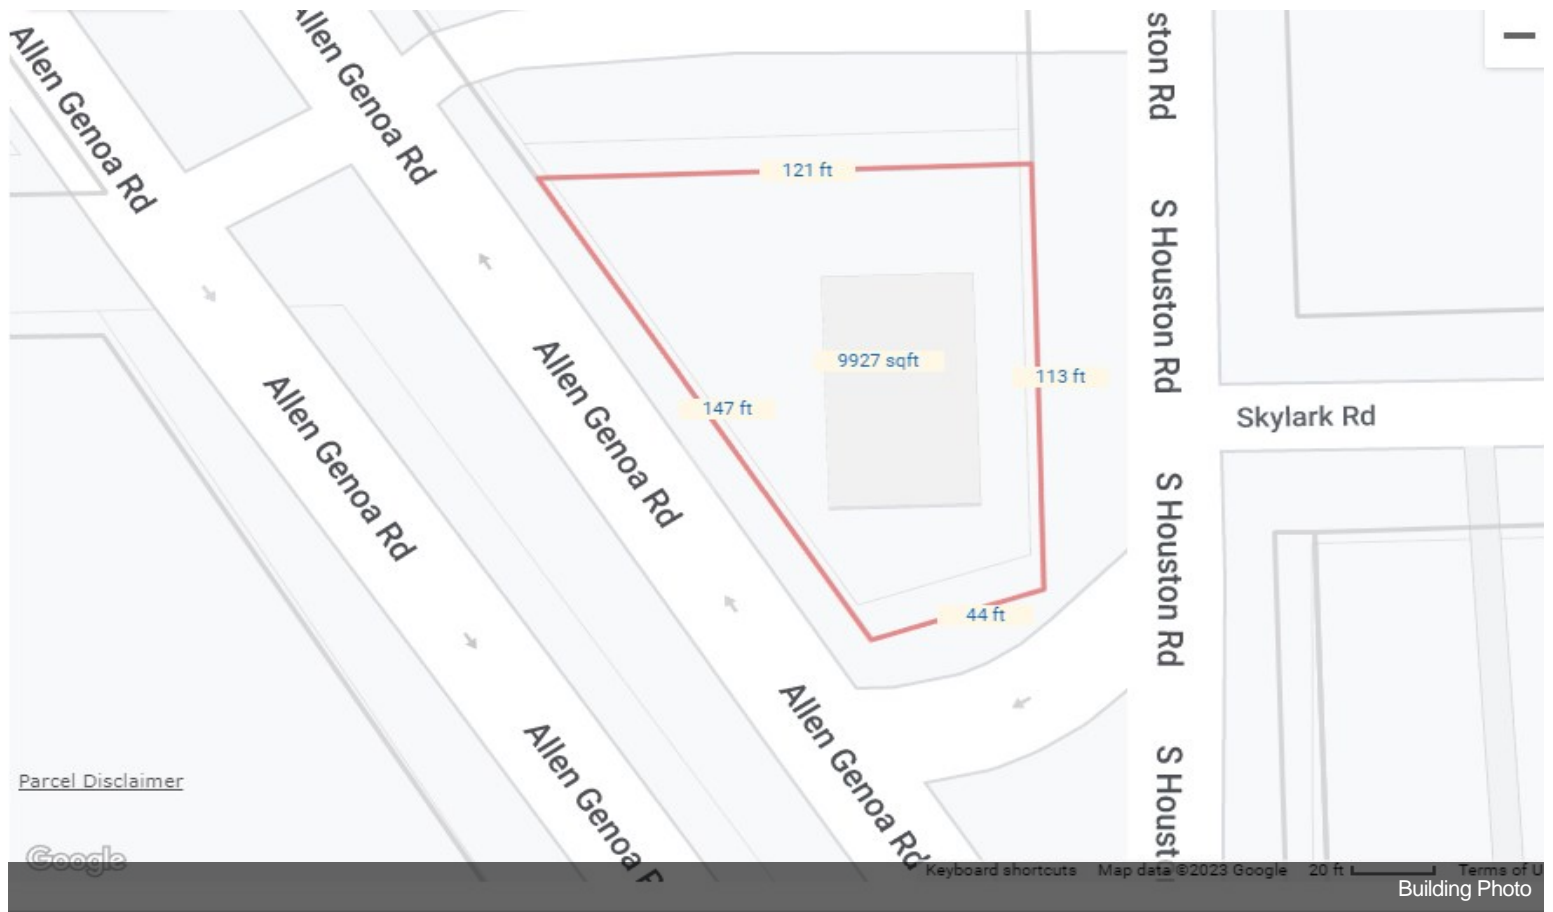 Allen Genoa Rd
Allen Genoa Rd
ston Rd
121 ft
S Houston Rd
9927 sqft
113 ft
147 ft
Allen Genoa Rd
Allen Genoa Rd
Skylark Rd
S Houston Rd
44 ft
Allen Genoa Rd
Allen Genoa R
S Houst
Parcel Disclaimer
Google
Keyboard shortcuts Map data ©2023 Google 20 ft Terms of U
Building Photo